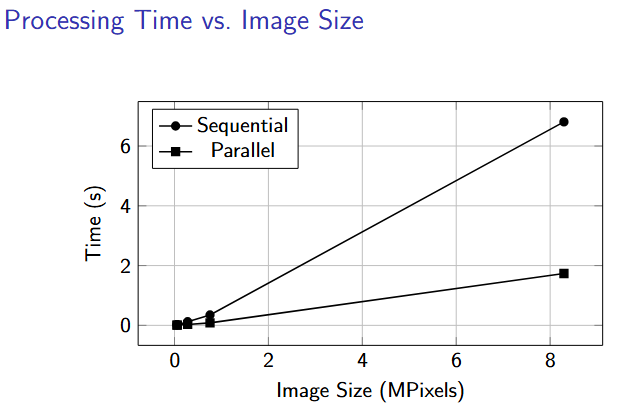 Processing Time vs. Image Size
Sequential
Parallel
6
4
2
0
Time (s)
0 2 4 6 8
Image Size (MPixels)